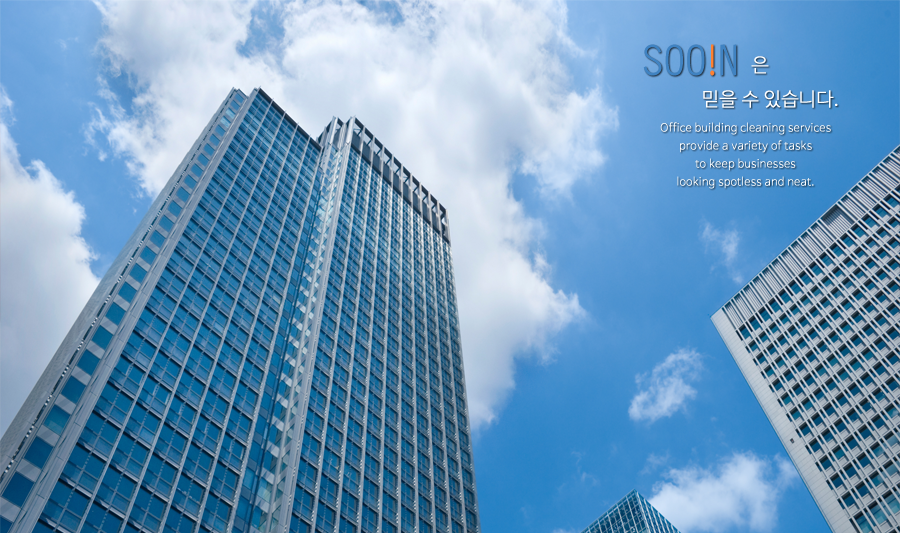 SOO!N 은
믿을 수 있습니다.
Office building cleaning services
provide a variety of tasks
to keep businesses
looking spotless and neat.